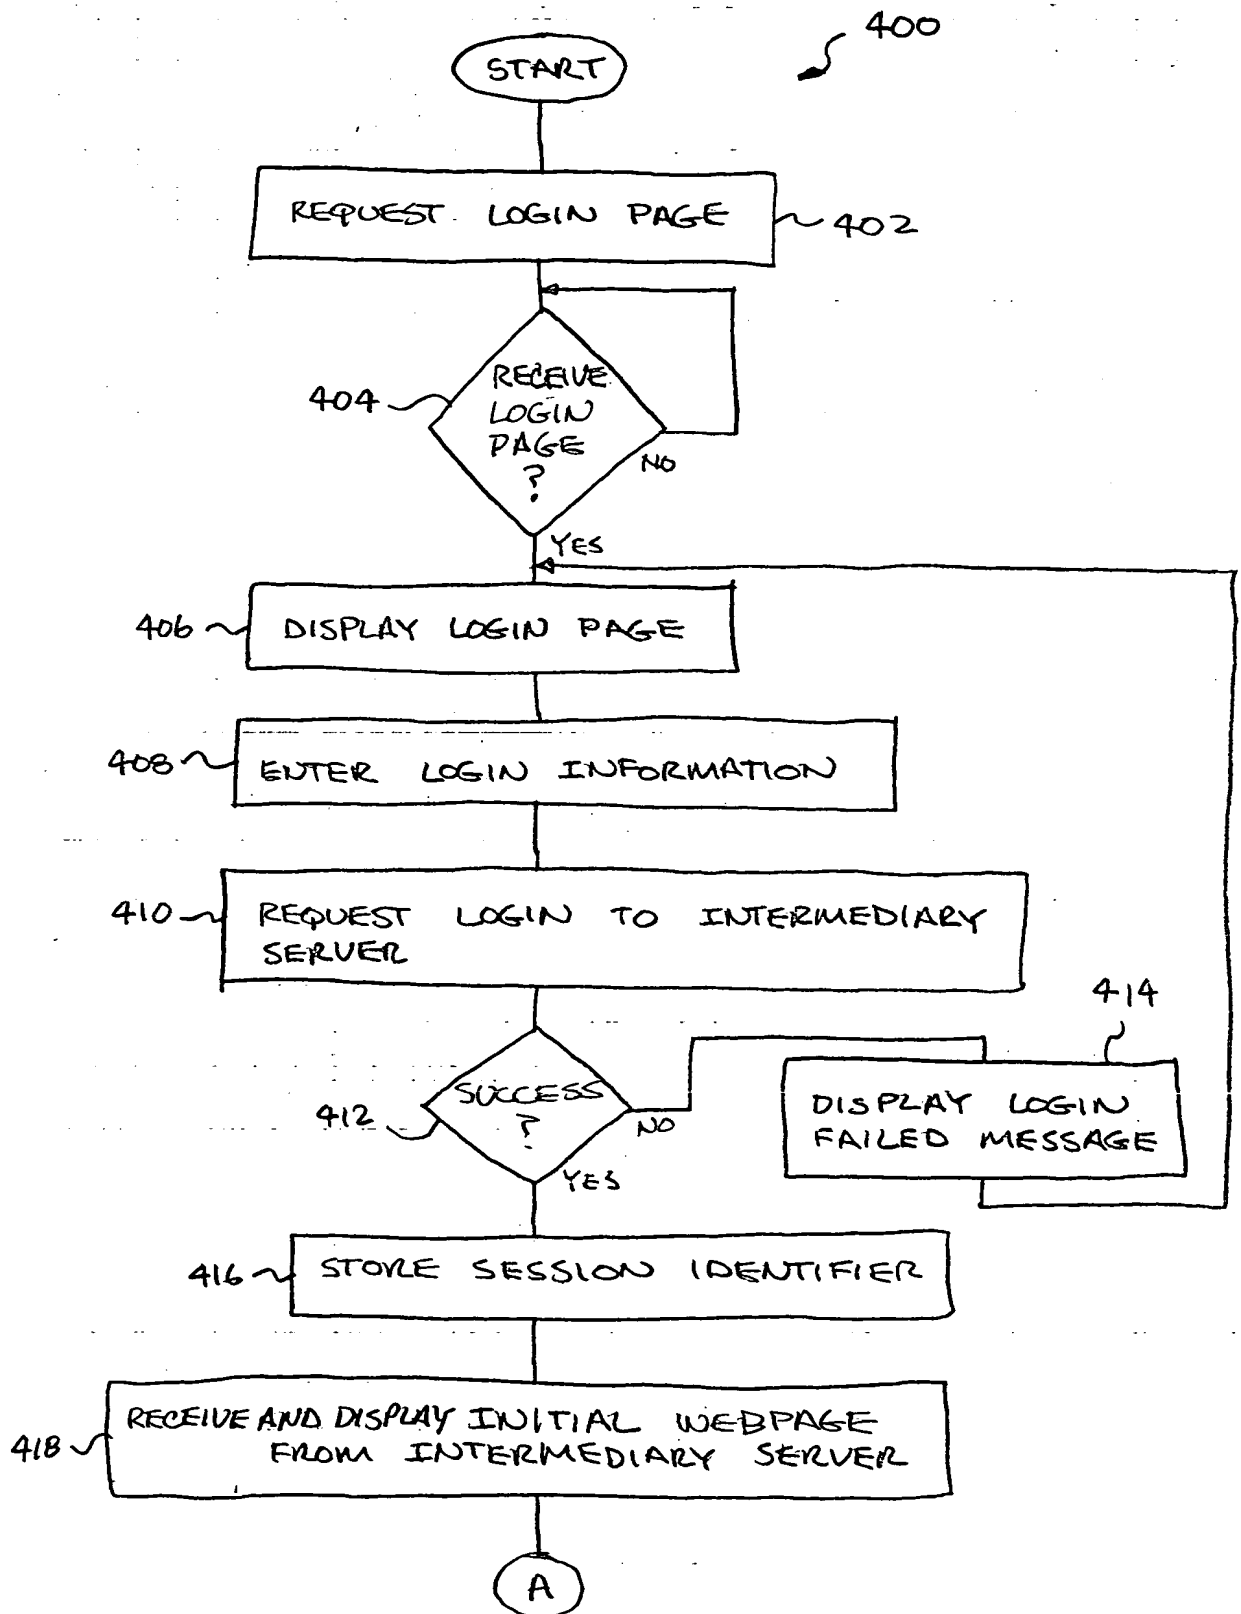 400
START
REQUEST LOGIN PAGE
402
RECEIVE
LOGIN
PAGE
?
404
NO
YES
406
DISPLAY LOGIN PAGE
408
ENTER LOGIN INFORMATION
410
REQUEST LOGIN TO INTERMEDIARY
SERVER
414
SUCCESS
?
412
NO
DISPLAY LOGIN
FAILED MESSAGE
YES
416
STORE SESSION IDENTIFIER
418
RECEIVE AND DISPLAY INITIAL WEBPAGE
FROM INTERMEDIARY SERVER
A